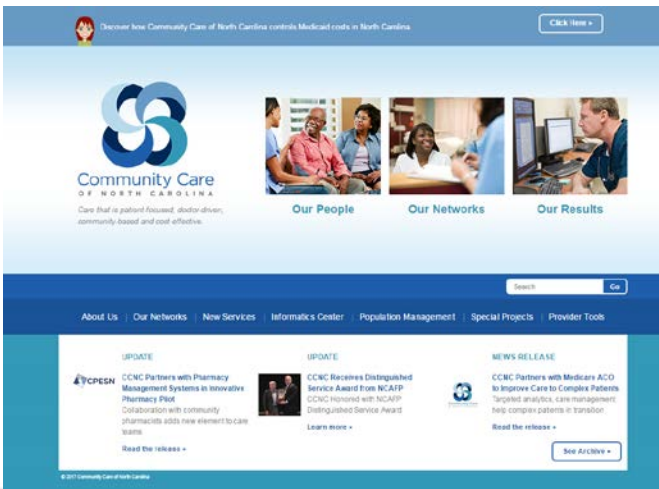 Discover how Community Care of North Carolina controls Medicaid costs in North Carolina
Click Here »
Community Care
OF NORTH CAROLINA
Care that is patient-focused, doctor-driven,
community-based and cost-effective.
Our People
Our Networks
Our Results
Search
Go
About Us | Our Networks | New Services | Informatics Center | Population Management | Special Projects | Provider Tools
UPDATE
CPESN
CCNC Partners with Pharmacy
Management Systems in Innovative
Pharmacy Pilot
Collaboration with community
pharmacists adds new element to care
teams
Read the release »
UPDATE
CCNC Receives Distinguished
Service Award from NCAFP
CCNC Honored with NCAFP
Distinguished Service Award
Learn more »
NEWS RELEASE
CCNC Partners with Medicare ACO
to Improve Care to Complex Patients
Targeted analytics, care management
help complex patients in transition
Read the release »
See Archive »
© 2017 Community Care of North Carolina